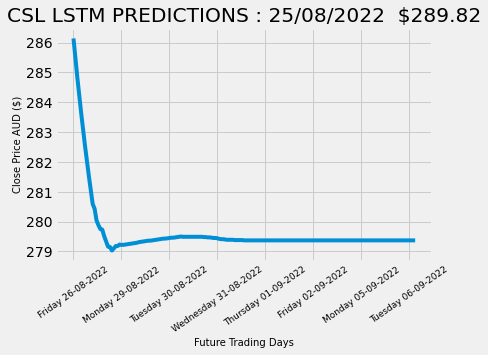 CSL LSTM PREDICTIONS : 25/08/2022  $289.82
286
285
284
283
282
281
280
279
Close Price AUD ($)
Friday 26-08-2022
Monday 29-08-2022
Tuesday 30-08-2022
Wednesday 31-08-2022
Thursday 01-09-2022
Friday 02-09-2022
Monday 05-09-2022
Tuesday 06-09-2022
Future Trading Days